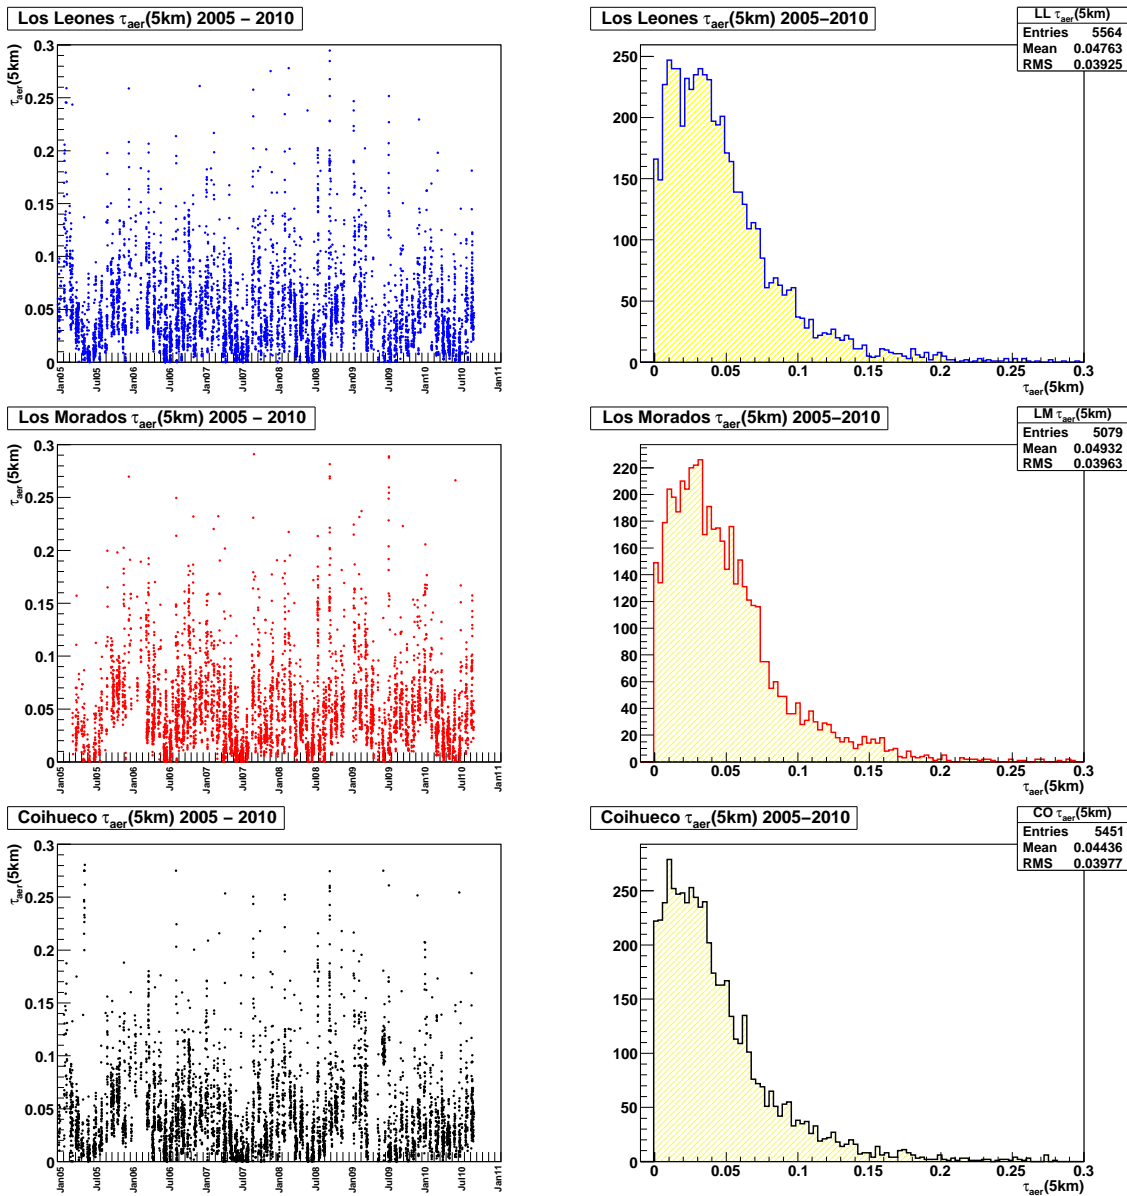 Los Leones τaer(5km) 2005 – 2010
τaer(5km)
0.3
0.25
0.2
0.15
0.1
0.05
0
Jan05
Jul05
Jan06
Jul06
Jan07
Jul07
Jan08
Jul08
Jan09
Jul09
Jan10
Jul10
Jan11
Los Leones τaer(5km) 2005–2010
LL τaer(5km)
Entries 5564
Mean 0.04763
RMS 0.03925
250
200
150
100
50
0
0 0.05 0.1 0.15 0.2 0.25 0.3
τaer(5km)
Los Morados τaer(5km) 2005 – 2010
τaer(5km)
0.3
0.25
0.2
0.15
0.1
0.05
0
Jan05
Jul05
Jan06
Jul06
Jan07
Jul07
Jan08
Jul08
Jan09
Jul09
Jan10
Jul10
Jan11
Los Morados τaer(5km) 2005–2010
LM τaer(5km)
Entries 5079
Mean 0.04932
RMS 0.03963
220
200
180
160
140
120
100
80
60
40
20
0
0 0.05 0.1 0.15 0.2 0.25 0.3
τaer(5km)
Coihueco τaer(5km) 2005 – 2010
τaer(5km)
0.3
0.25
0.2
0.15
0.1
0.05
0
Jan05
Jul05
Jan06
Jul06
Jan07
Jul07
Jan08
Jul08
Jan09
Jul09
Jan10
Jul10
Jan11
Coihueco τaer(5km) 2005–2010
CO τaer(5km)
Entries 5451
Mean 0.04436
RMS 0.03977
250
200
150
100
50
0
0 0.05 0.1 0.15 0.2 0.25 0.3
τaer(5km)